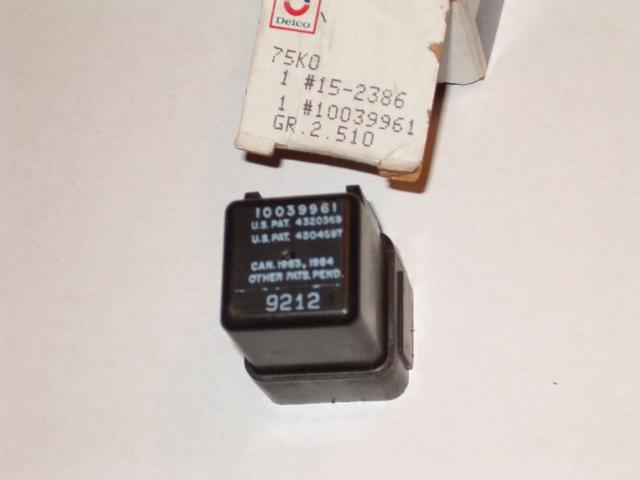 Delco
75K0
1 #15-2386
1 #10039961
GR.2.510
10039961
U.S. PAT. 4320369
U.S. PAT. 4504697
CAN. 1983, 1984
OTHER PATS. PEND.
9212